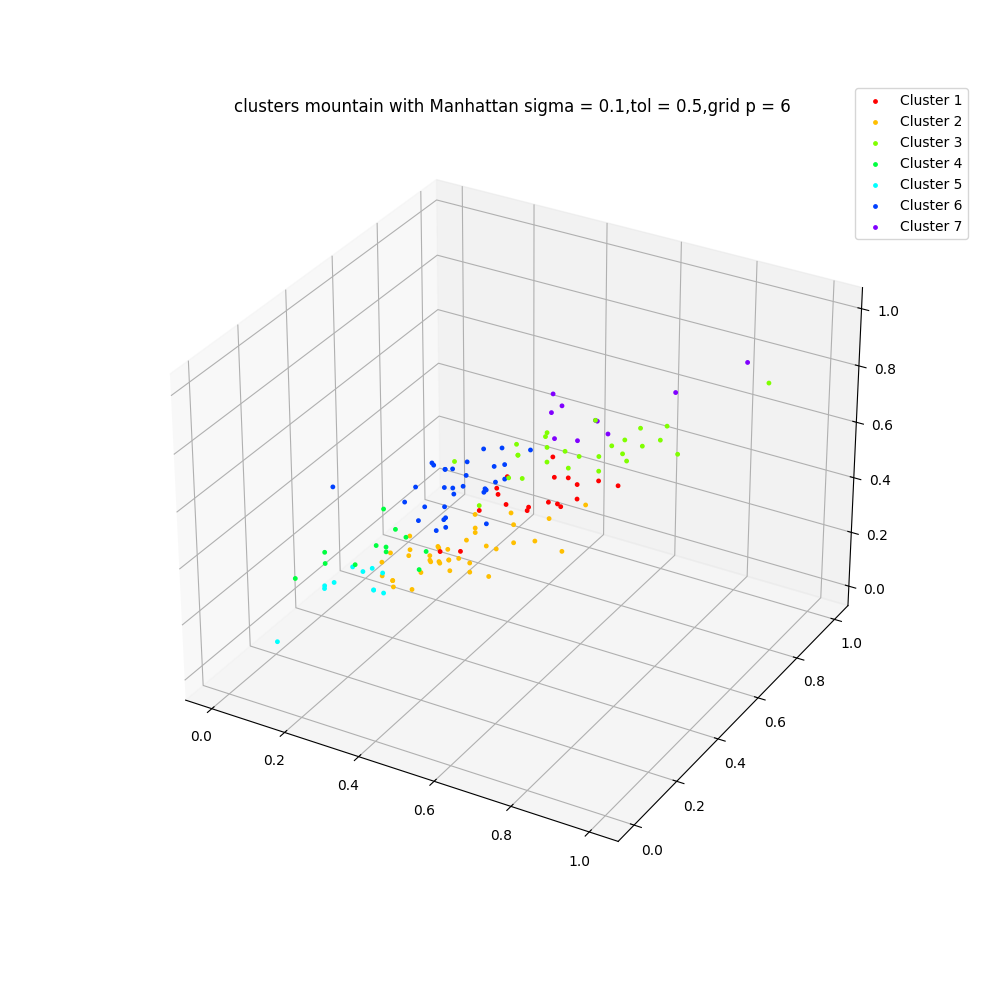 clusters mountain with Manhattan sigma = 0.1,tol = 0.5,grid p = 6
Cluster 1
Cluster 2
Cluster 3
Cluster 4
Cluster 5
Cluster 6
Cluster 7
1.0
0.8
0.6
0.4
0.2
0.0
1.0
0.8
0.6
0.4
0.2
0.0
0.0
0.2
0.4
0.6
0.8
1.0